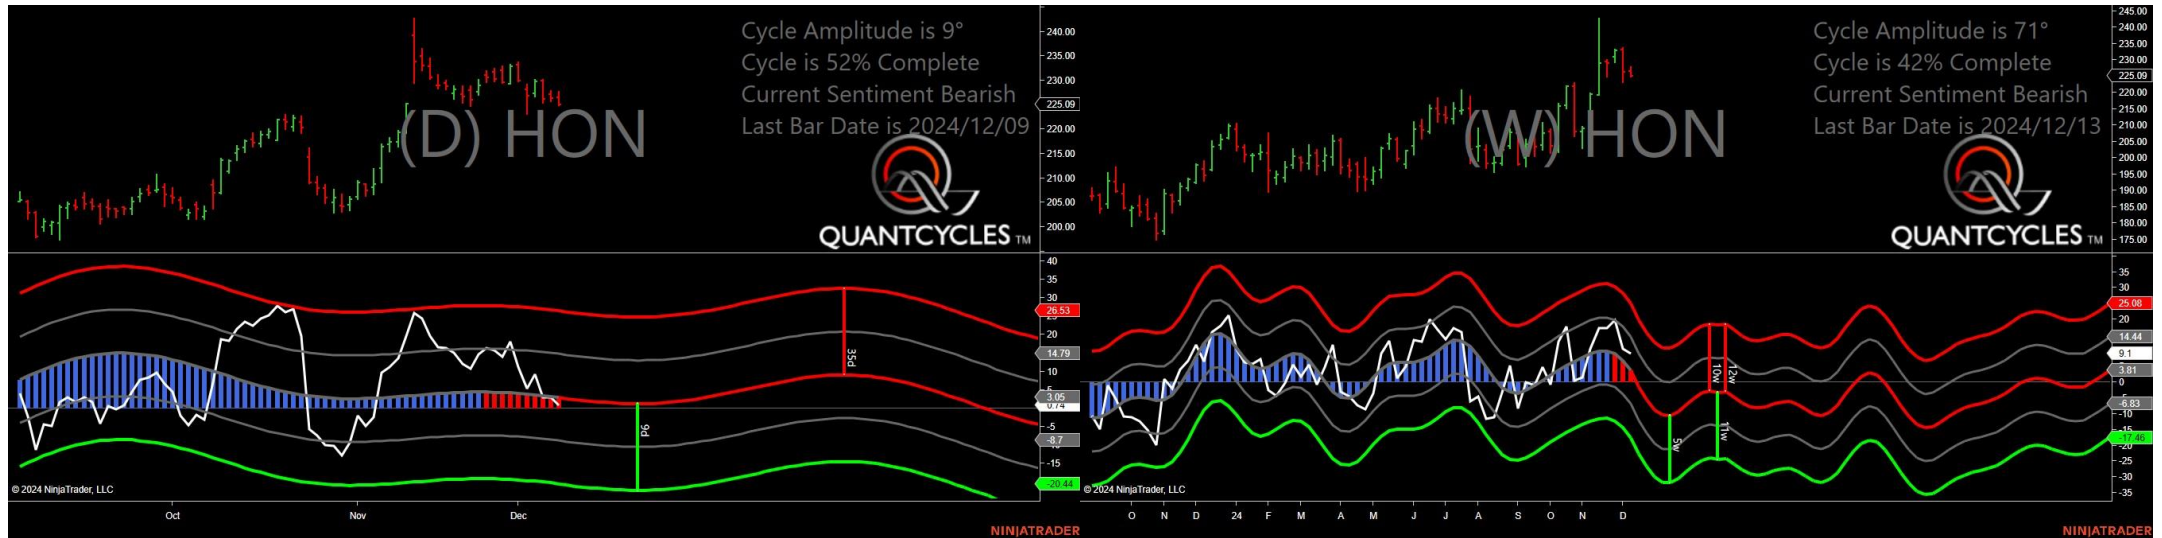 Cycle Amplitude is 9°
Cycle is 52% Complete
Current Sentiment Bearish
Last Bar Date is 2024/12/09
(D) HON
QUANTCYCLES TM
240.00
235.00
230.00
225.09
220.00
215.00
210.00
205.00
200.00
40
35
30
26.53
20
14.79
10
5
3.05
0.74
-5
-8.7
-15
-20.44
35d
9d
© 2024 NinjaTrader, LLC
Oct Nov Dec
NINJATRADER
Cycle Amplitude is 71°
Cycle is 42% Complete
Current Sentiment Bearish
Last Bar Date is 2024/12/13
(W) HON
QUANTCYCLES TM
245.00
240.00
235.00
230.00
225.09
220.00
215.00
210.00
205.00
200.00
195.00
190.00
185.00
180.00
175.00
35
30
25.08
20
14.44
9.1
3.81
0
-6.83
-10
-15
-17.46
-20
-25
-30
-35
10w
12w
5w
11w
© 2024 NinjaTrader, LLC
O N D 24 F M A M J J A S O N D
NINJATRADER